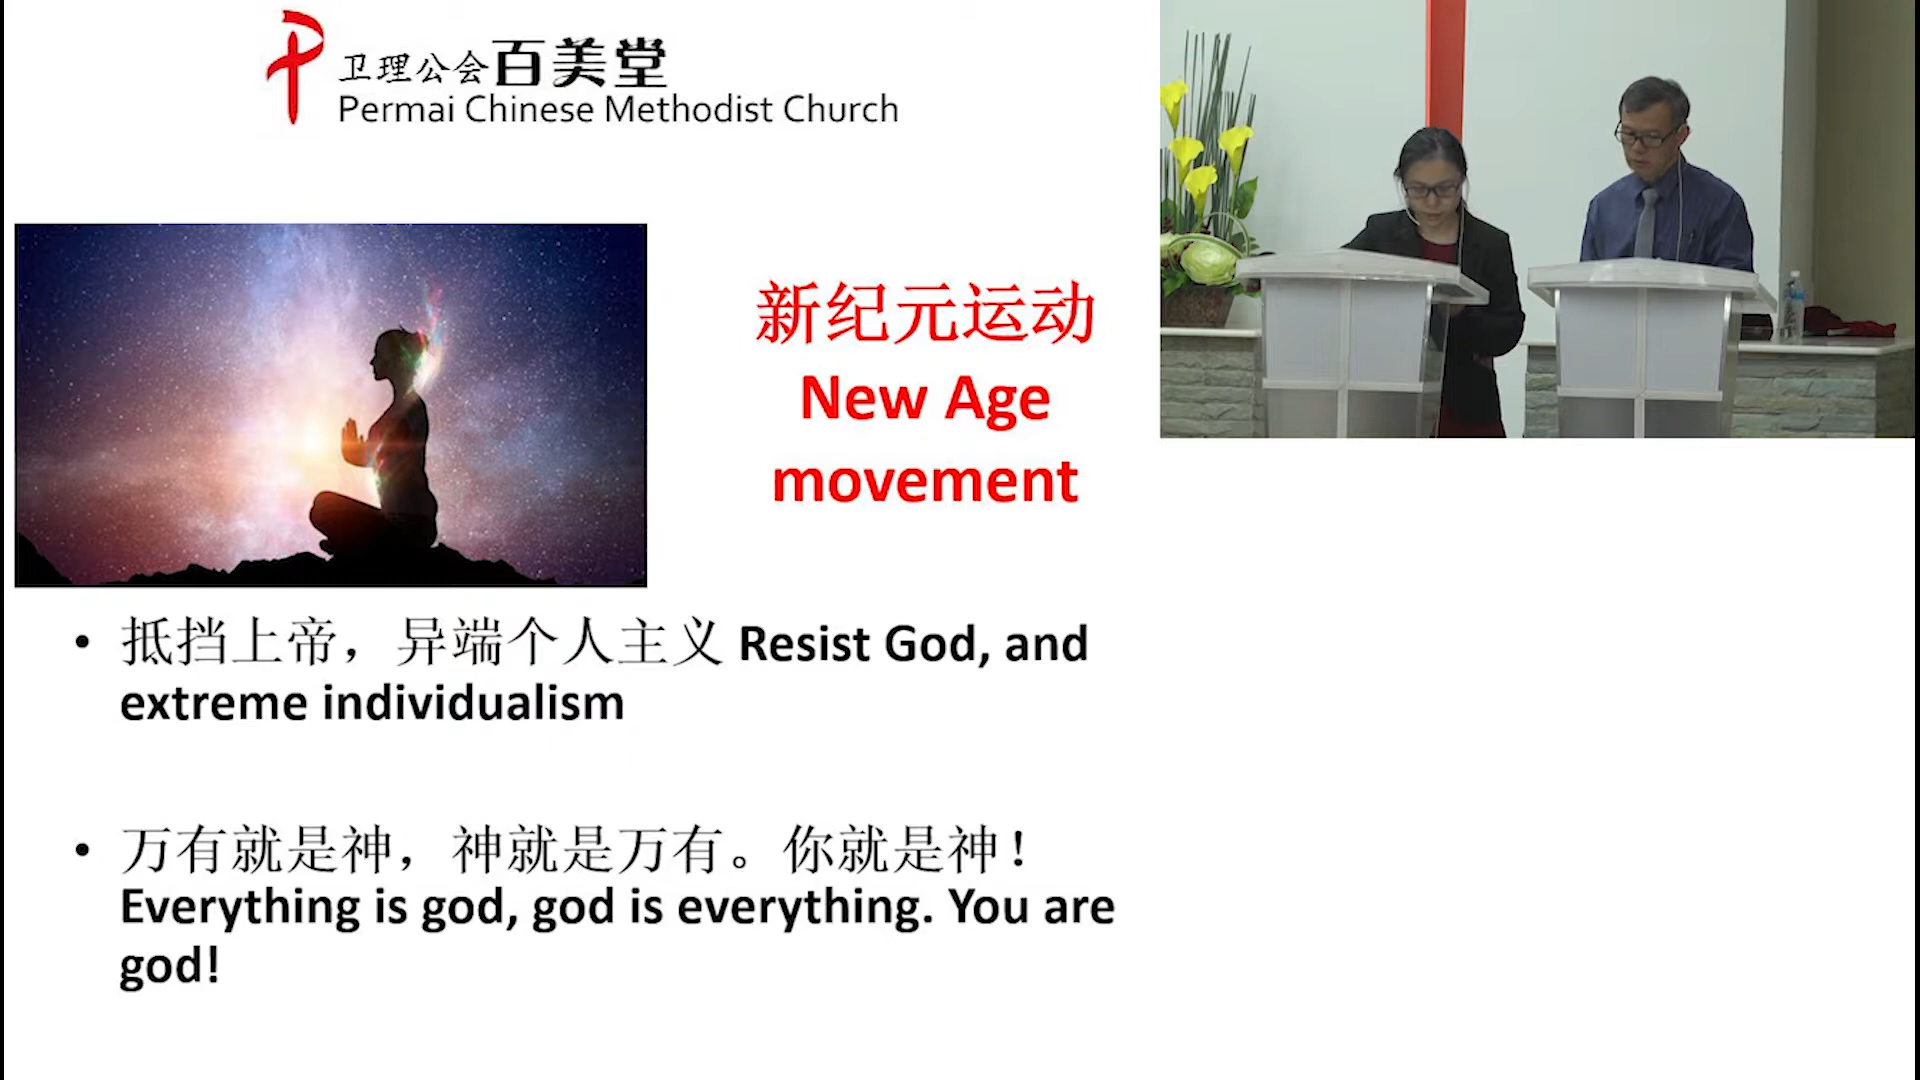 卫理公会百美堂
Permai Chinese Methodist Church
新纪元运动
New Age
movement
• 抵挡上帝，异端个人主义 Resist God, and
extreme individualism
• 万有就是神，神就是万有。你就是神！
Everything is god, god is everything. You are
god!